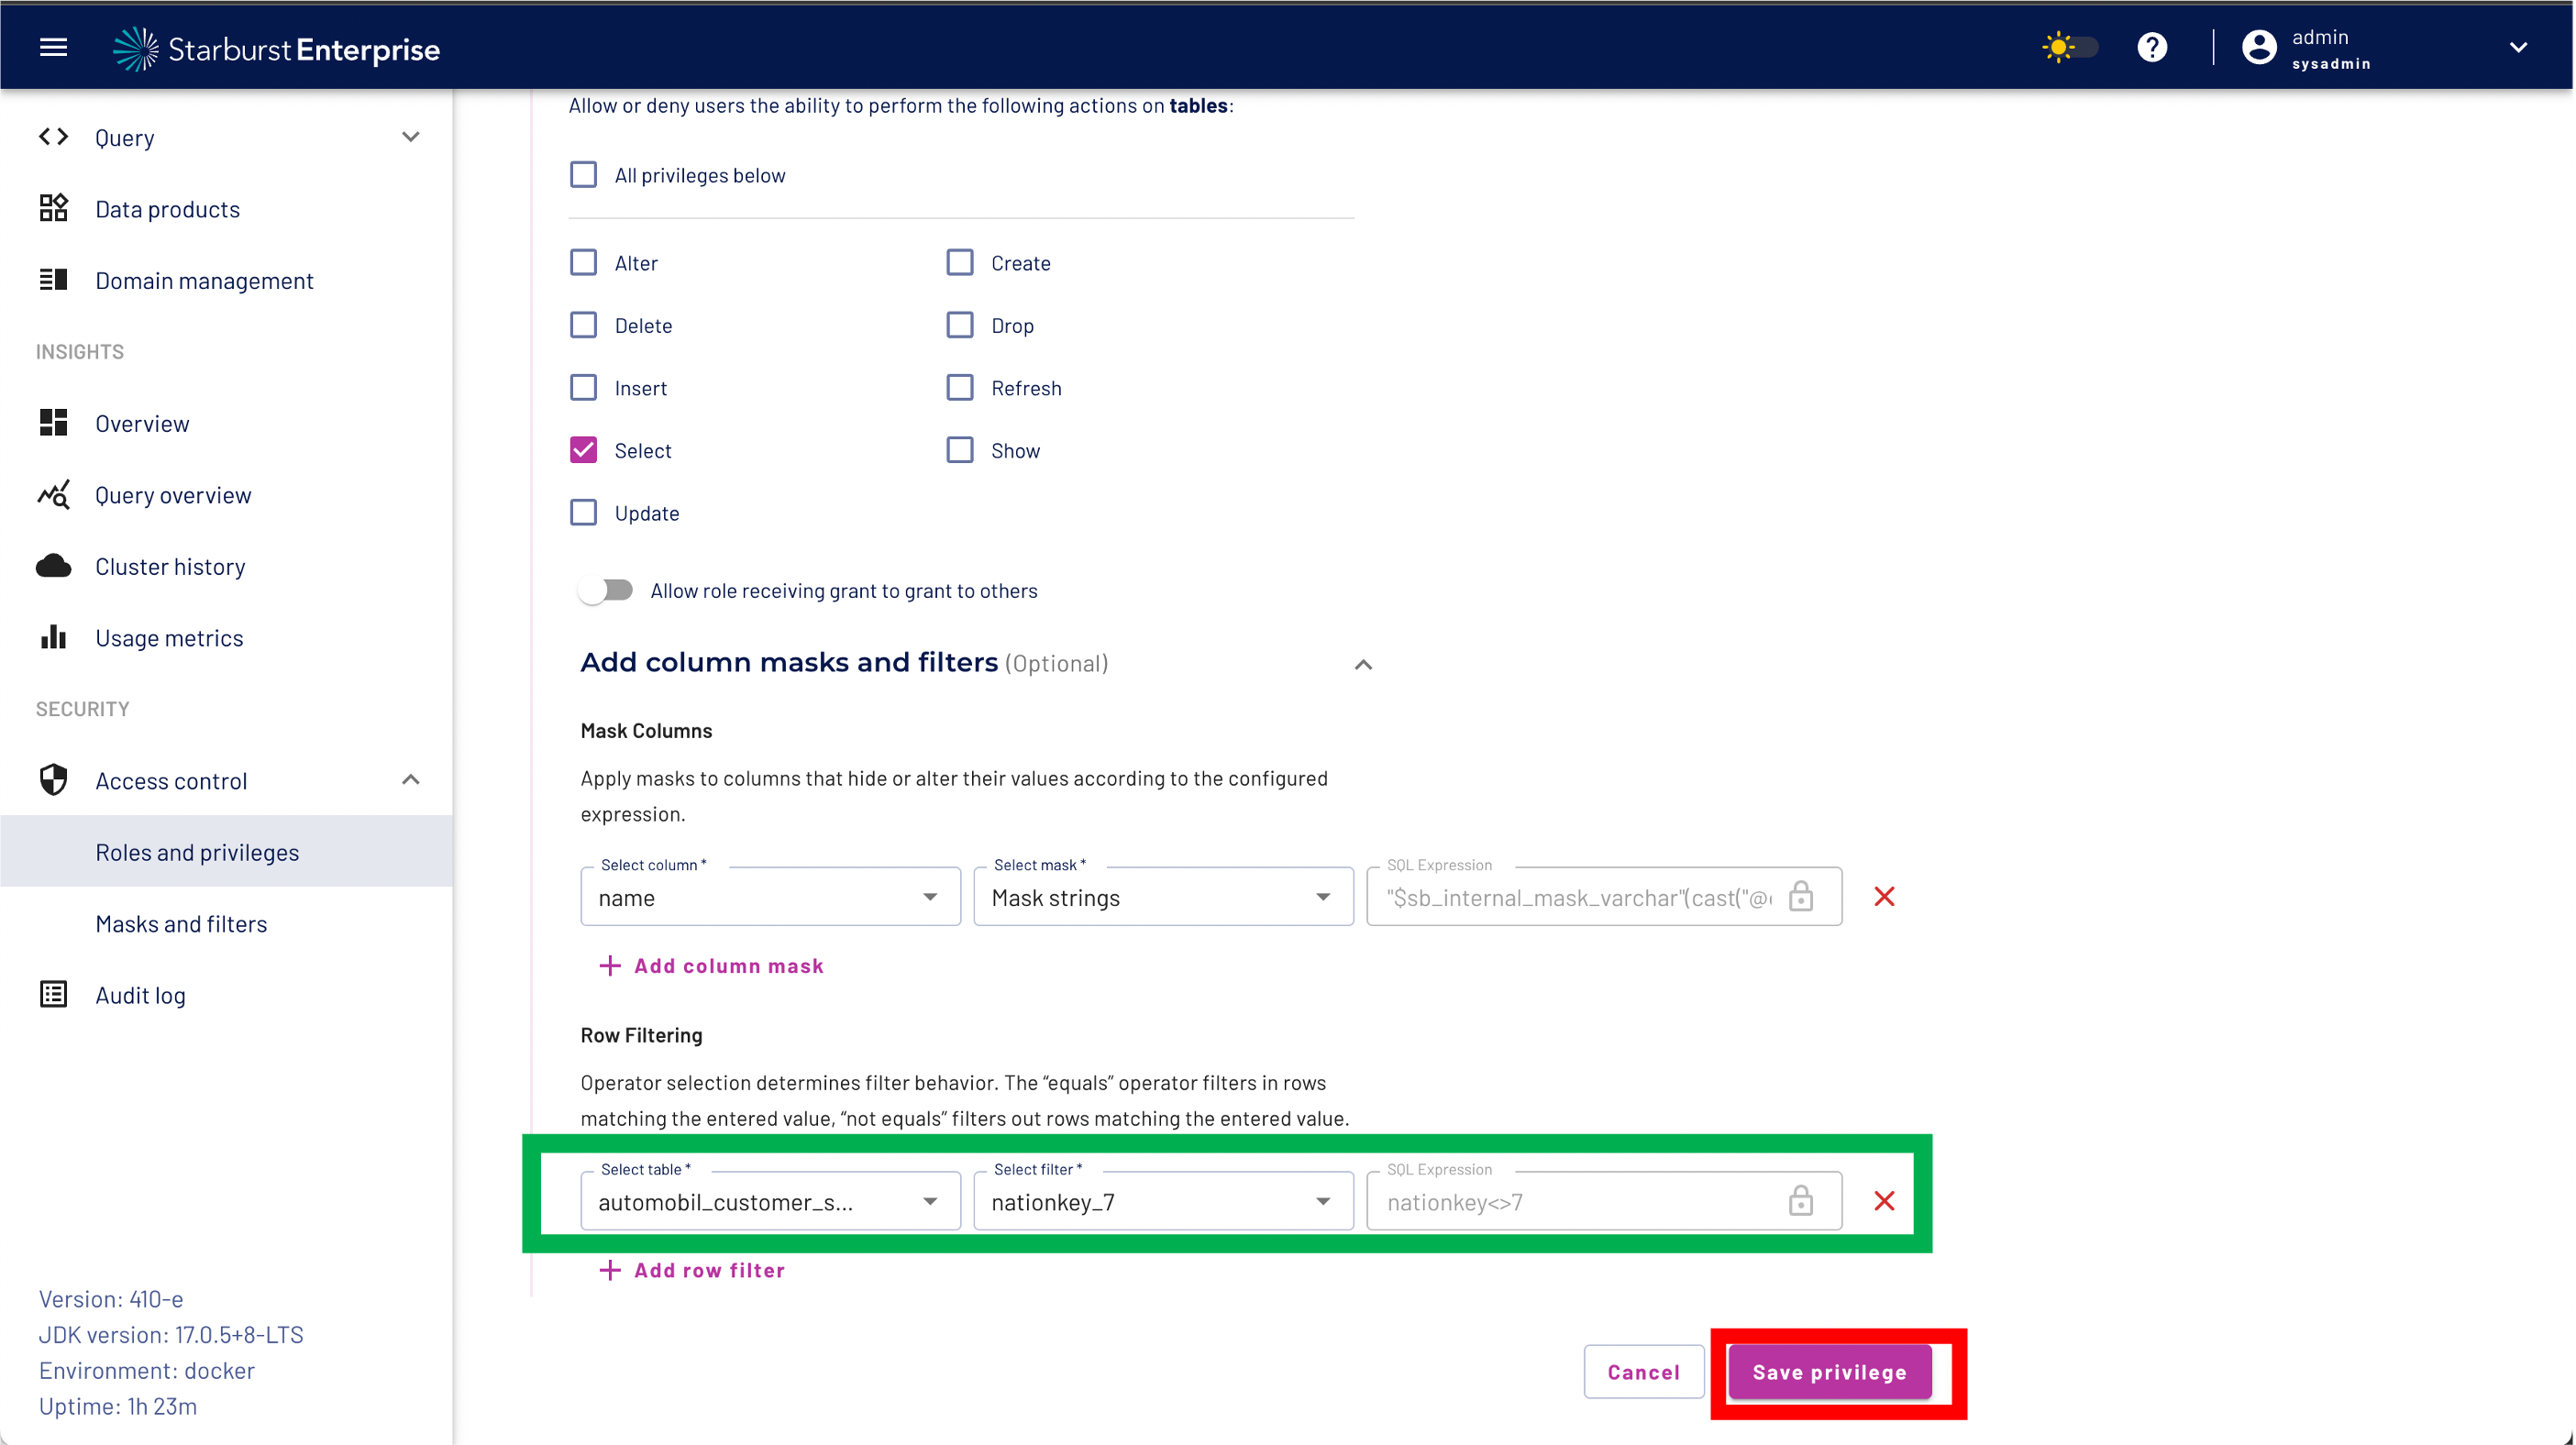 Starburst Enterprise
admin
sysadmin
Query
Data products
Domain management
INSIGHTS
Overview
Query overview
Cluster history
Usage metrics
SECURITY
Access control
Roles and privileges
Masks and filters
Audit log
Version: 410-e
JDK version: 17.0.5+8-LTS
Environment: docker
Uptime: 1h 23m
Allow or deny users the ability to perform the following actions on tables:
All privileges below
Alter
Create
Delete
Drop
Insert
Refresh
Select
Show
Update
Allow role receiving grant to grant to others
Add column masks and filters (Optional)
Mask Columns
Apply masks to columns that hide or alter their values according to the configured
expression.
Select column *
name
Select mask *
Mask strings
SQL Expression
"$sb_internal_mask_varchar"(cast("@
Add column mask
Row Filtering
Operator selection determines filter behavior. The “equals” operator filters in rows
matching the entered value, “not equals” filters out rows matching the entered value.
Select table *
automobil_customer_s...
Select filter *
nationkey_7
SQL Expression
nationkey<>7
Add row filter
Cancel
Save privilege